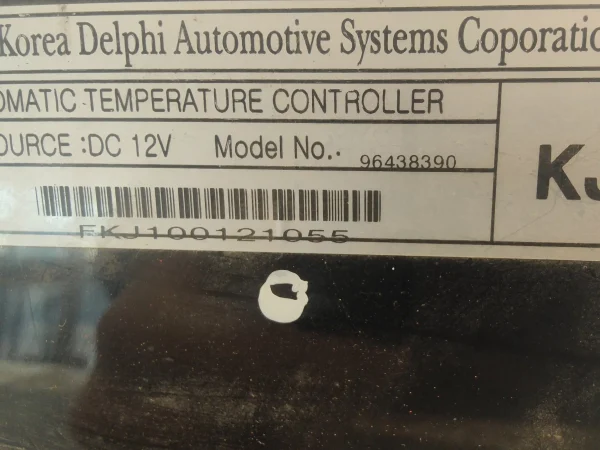 Korea Delphi Automotive Systems Coporatio
OMATIC TEMPERATURE CONTROLLER
OURCE :DC 12V Model No.. 96438390
KJ
FKJ100121055